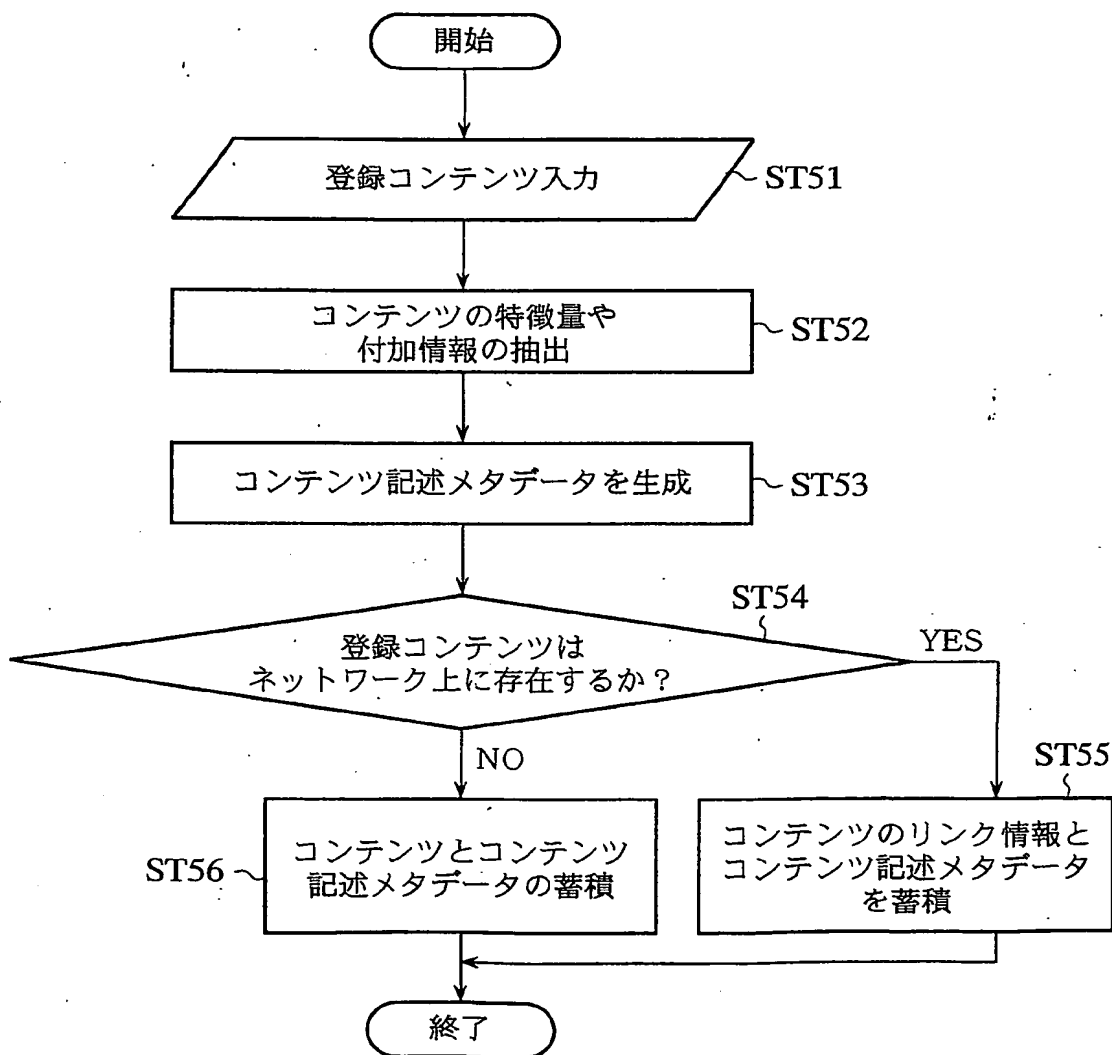 開始
登録コンテンツ入力
ST51
コンテンツの特徴量や
付加情報の抽出
ST52
コンテンツ記述メタデータを生成
ST53
ST54
登録コンテンツは
ネットワーク上に存在するか?
YES
NO
ST55
コンテンツのリンク情報と
コンテンツ記述メタデータ
を蓄積
ST56
コンテンツとコンテンツ
記述メタデータの蓄積
終了